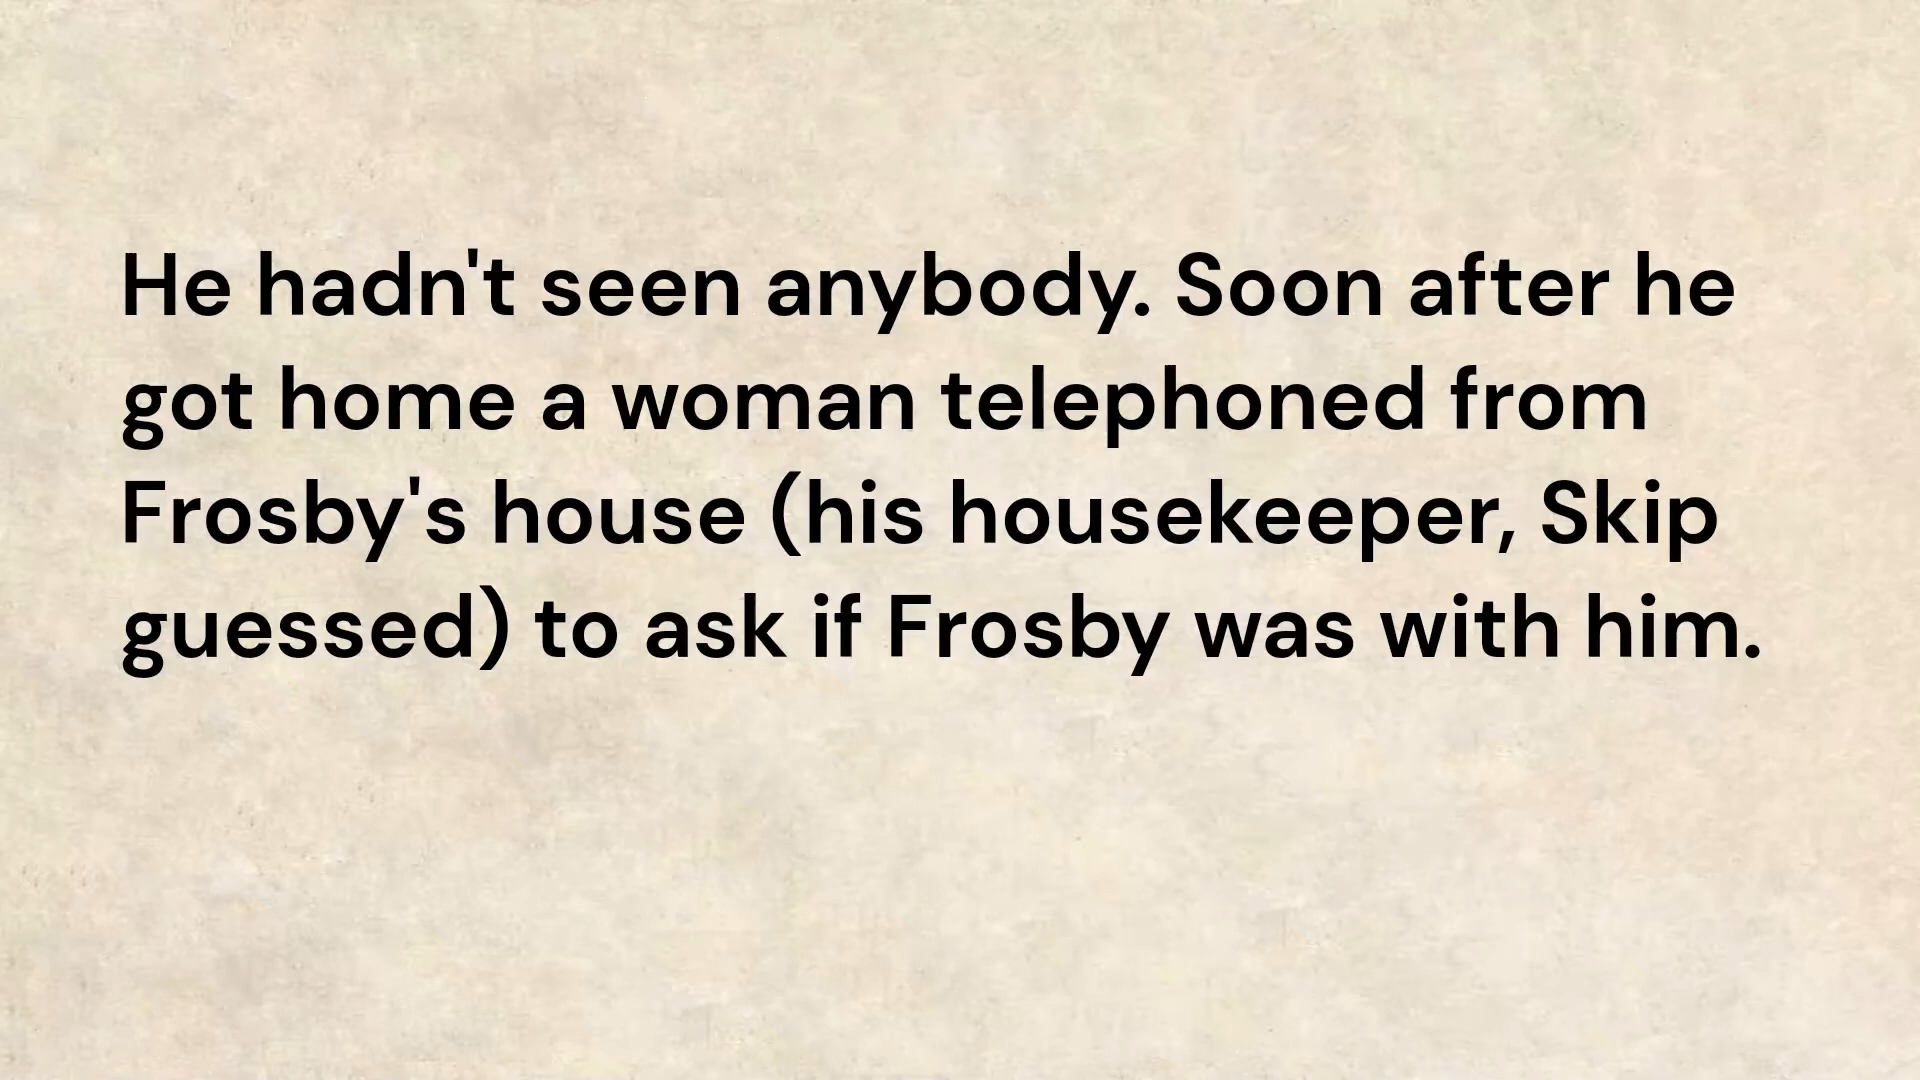 He hadn't seen anybody. Soon after he
got home a woman telephoned from
Frosby's house (his housekeeper, Skip
guessed) to ask if Frosby was with him.